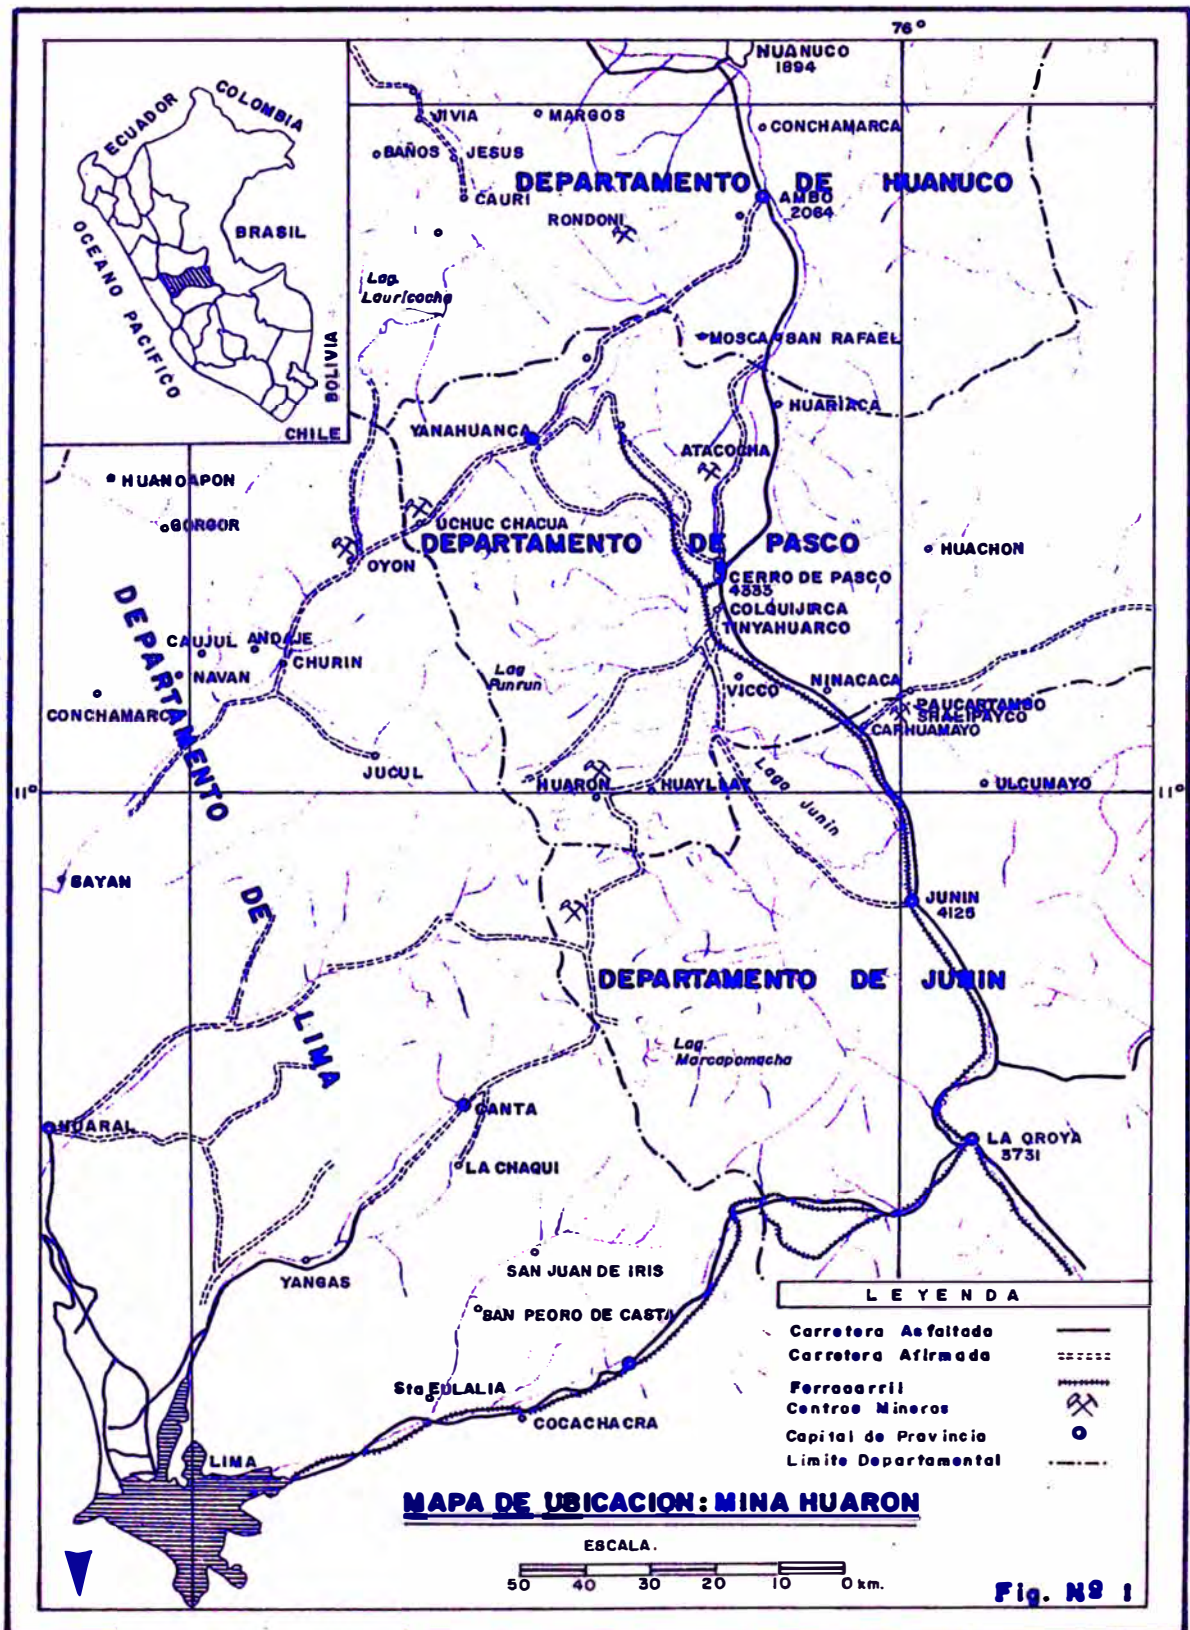 76°
HUANUCO
1894
JIVIA
MARGOS
CONCHAMARCA
BAÑOS
JESUS
DEPARTAMENTO DE HUANUCO
CAURI
AMBO
2064
RONDONI
ECUADOR
COLOMBIA
BRASIL
OCEANO PACIFICO
BOLIVIA
CHILE
Lag.
Lauricocha
MOSCA
SAN RAFAEL
HUARIACA
YANAHUANCA
ATACOCHA
HUANOAPON
GORGOR
UCHUC CHACUA
DEPARTAMENTO DE PASCO
HUACHON
OYON
CERRO DE PASCO
4333
COLQUIJIRCA
TINYAHUARCO
CAUJUL
ANDAJE
CHURIN
NAVAN
Lag
Punrun
VICCO
NINACACA
CONCHAMARC
PAUCARTAMBO
SHALIPAYCO
CARHUAMAYO
JUCUL
HUARON
HUAYLLAY
Lago Junin
ULCUMAYO
11°
11°
SAYAN
JUNIN
4125
DEPARTAMENTO DE LIMA
DEPARTAMENTO DE JUNIN
Lag.
Marcapomacha
CANTA
HUARAL
LA OROYA
3731
LA CHAQUI
SAN JUAN DE IRIS
YANGAS
SAN PEDRO DE CASTA
Sta EULALIA
COCACHACRA
LIMA
LEYENDA
Carretera Asfaltada
Carretera Afirmada
Ferrocarril
Centros Mineros
Capital de Provincia
Limite Departamental
MAPA DE UBICACION: MINA HUARON
ESCALA.
50 40 30 20 10 0 km.
Fig. Nº 1